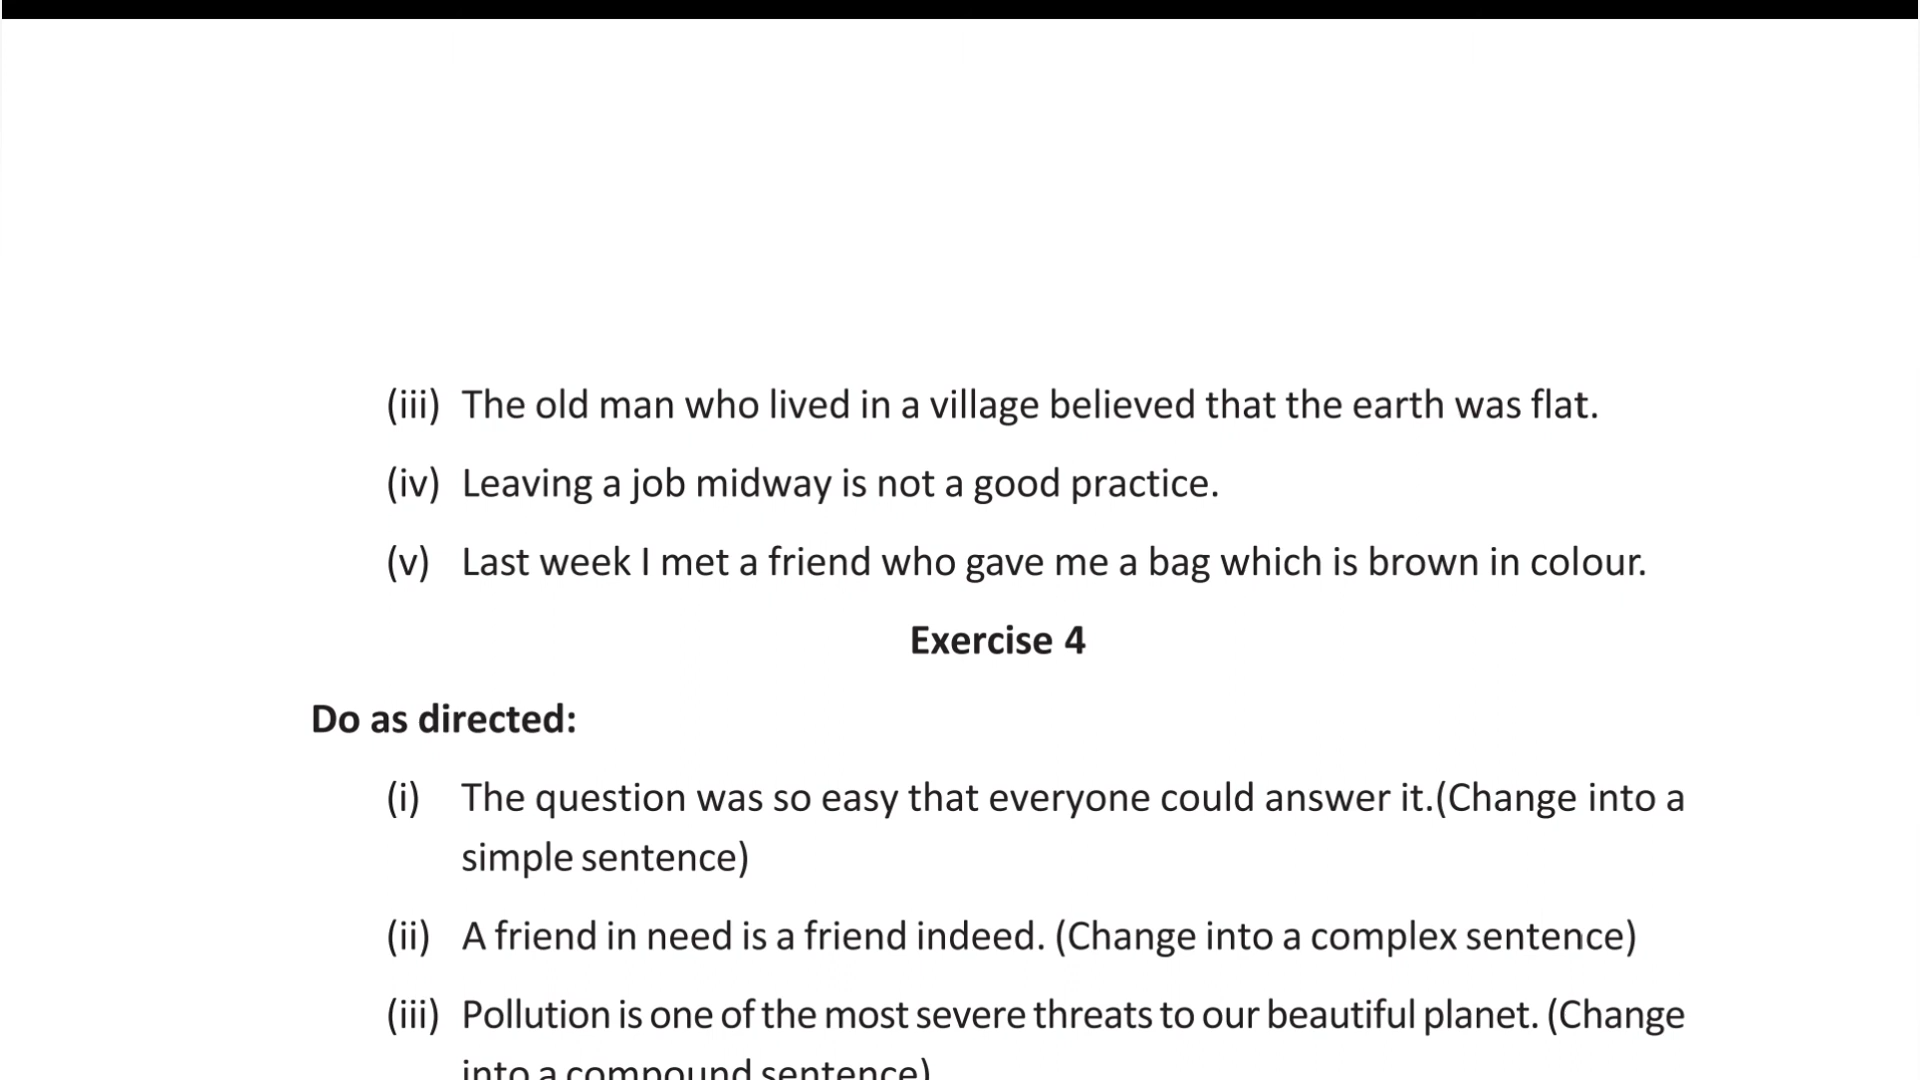 (iii) The old man who lived in a village believed that the earth was flat.
(iv) Leaving a job midway is not a good practice.
(v) Last week I met a friend who gave me a bag which is brown in colour.
Exercise 4
Do as directed:
(i) The question was so easy that everyone could answer it.(Change into a
simple sentence)
(ii) A friend in need is a friend indeed. (Change into a complex sentence)
(iii) Pollution is one of the most severe threats to our beautiful planet. (Change
into a compound sentence)